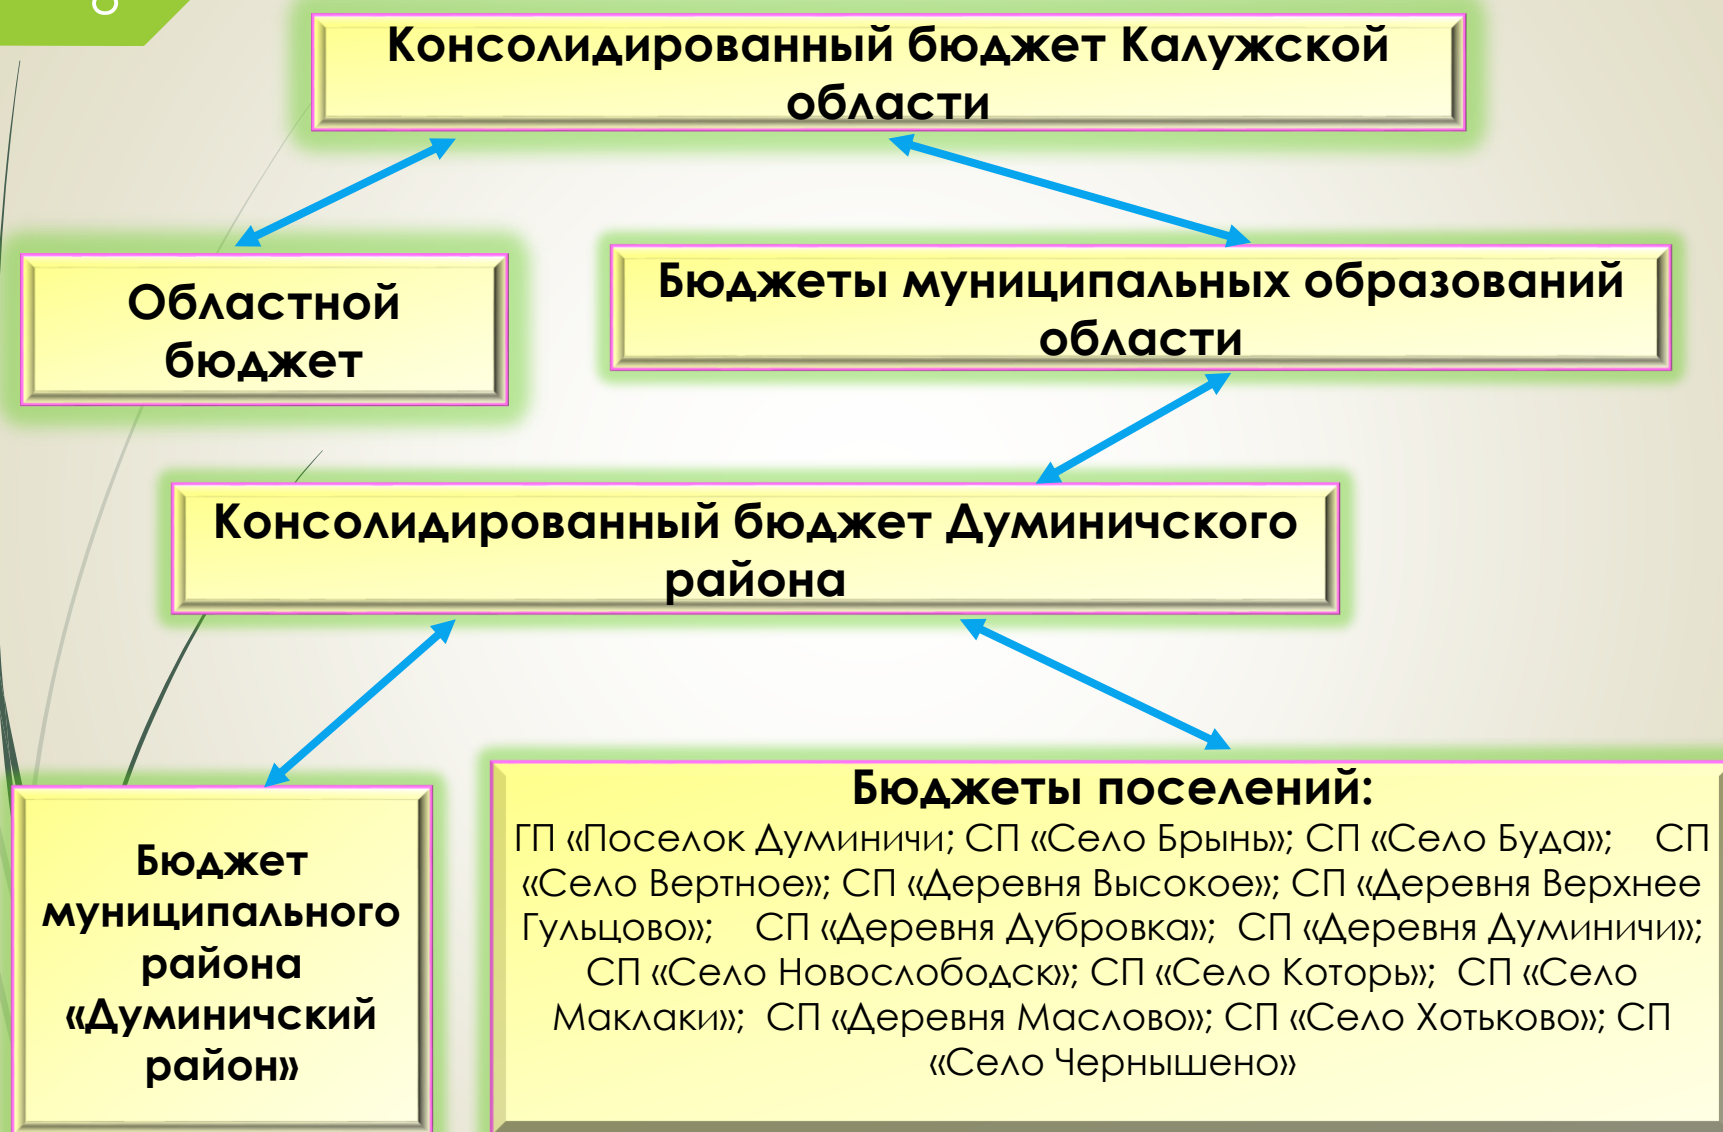 Консолидированный бюджет Калужской
области
Областной
бюджет
Бюджеты муниципальных образований
области
Консолидированный бюджет Думиничского
района
Бюджет
муниципального
района
«Думиничский
район»
Бюджеты поселений:
ГП «Поселок Думиничи; СП «Село Брынь»; СП «Село Буда»; СП
«Село Вертное»; СП «Деревня Высокое»; СП «Деревня Верхнее
Гульцово»; СП «Деревня Дубровка»; СП «Деревня Думиничи»;
СП «Село Новослободск»; СП «Село Которь»; СП «Село
Маклаки»; СП «Деревня Маслово»; СП «Село Хотьково»; СП
«Село Чернышено»